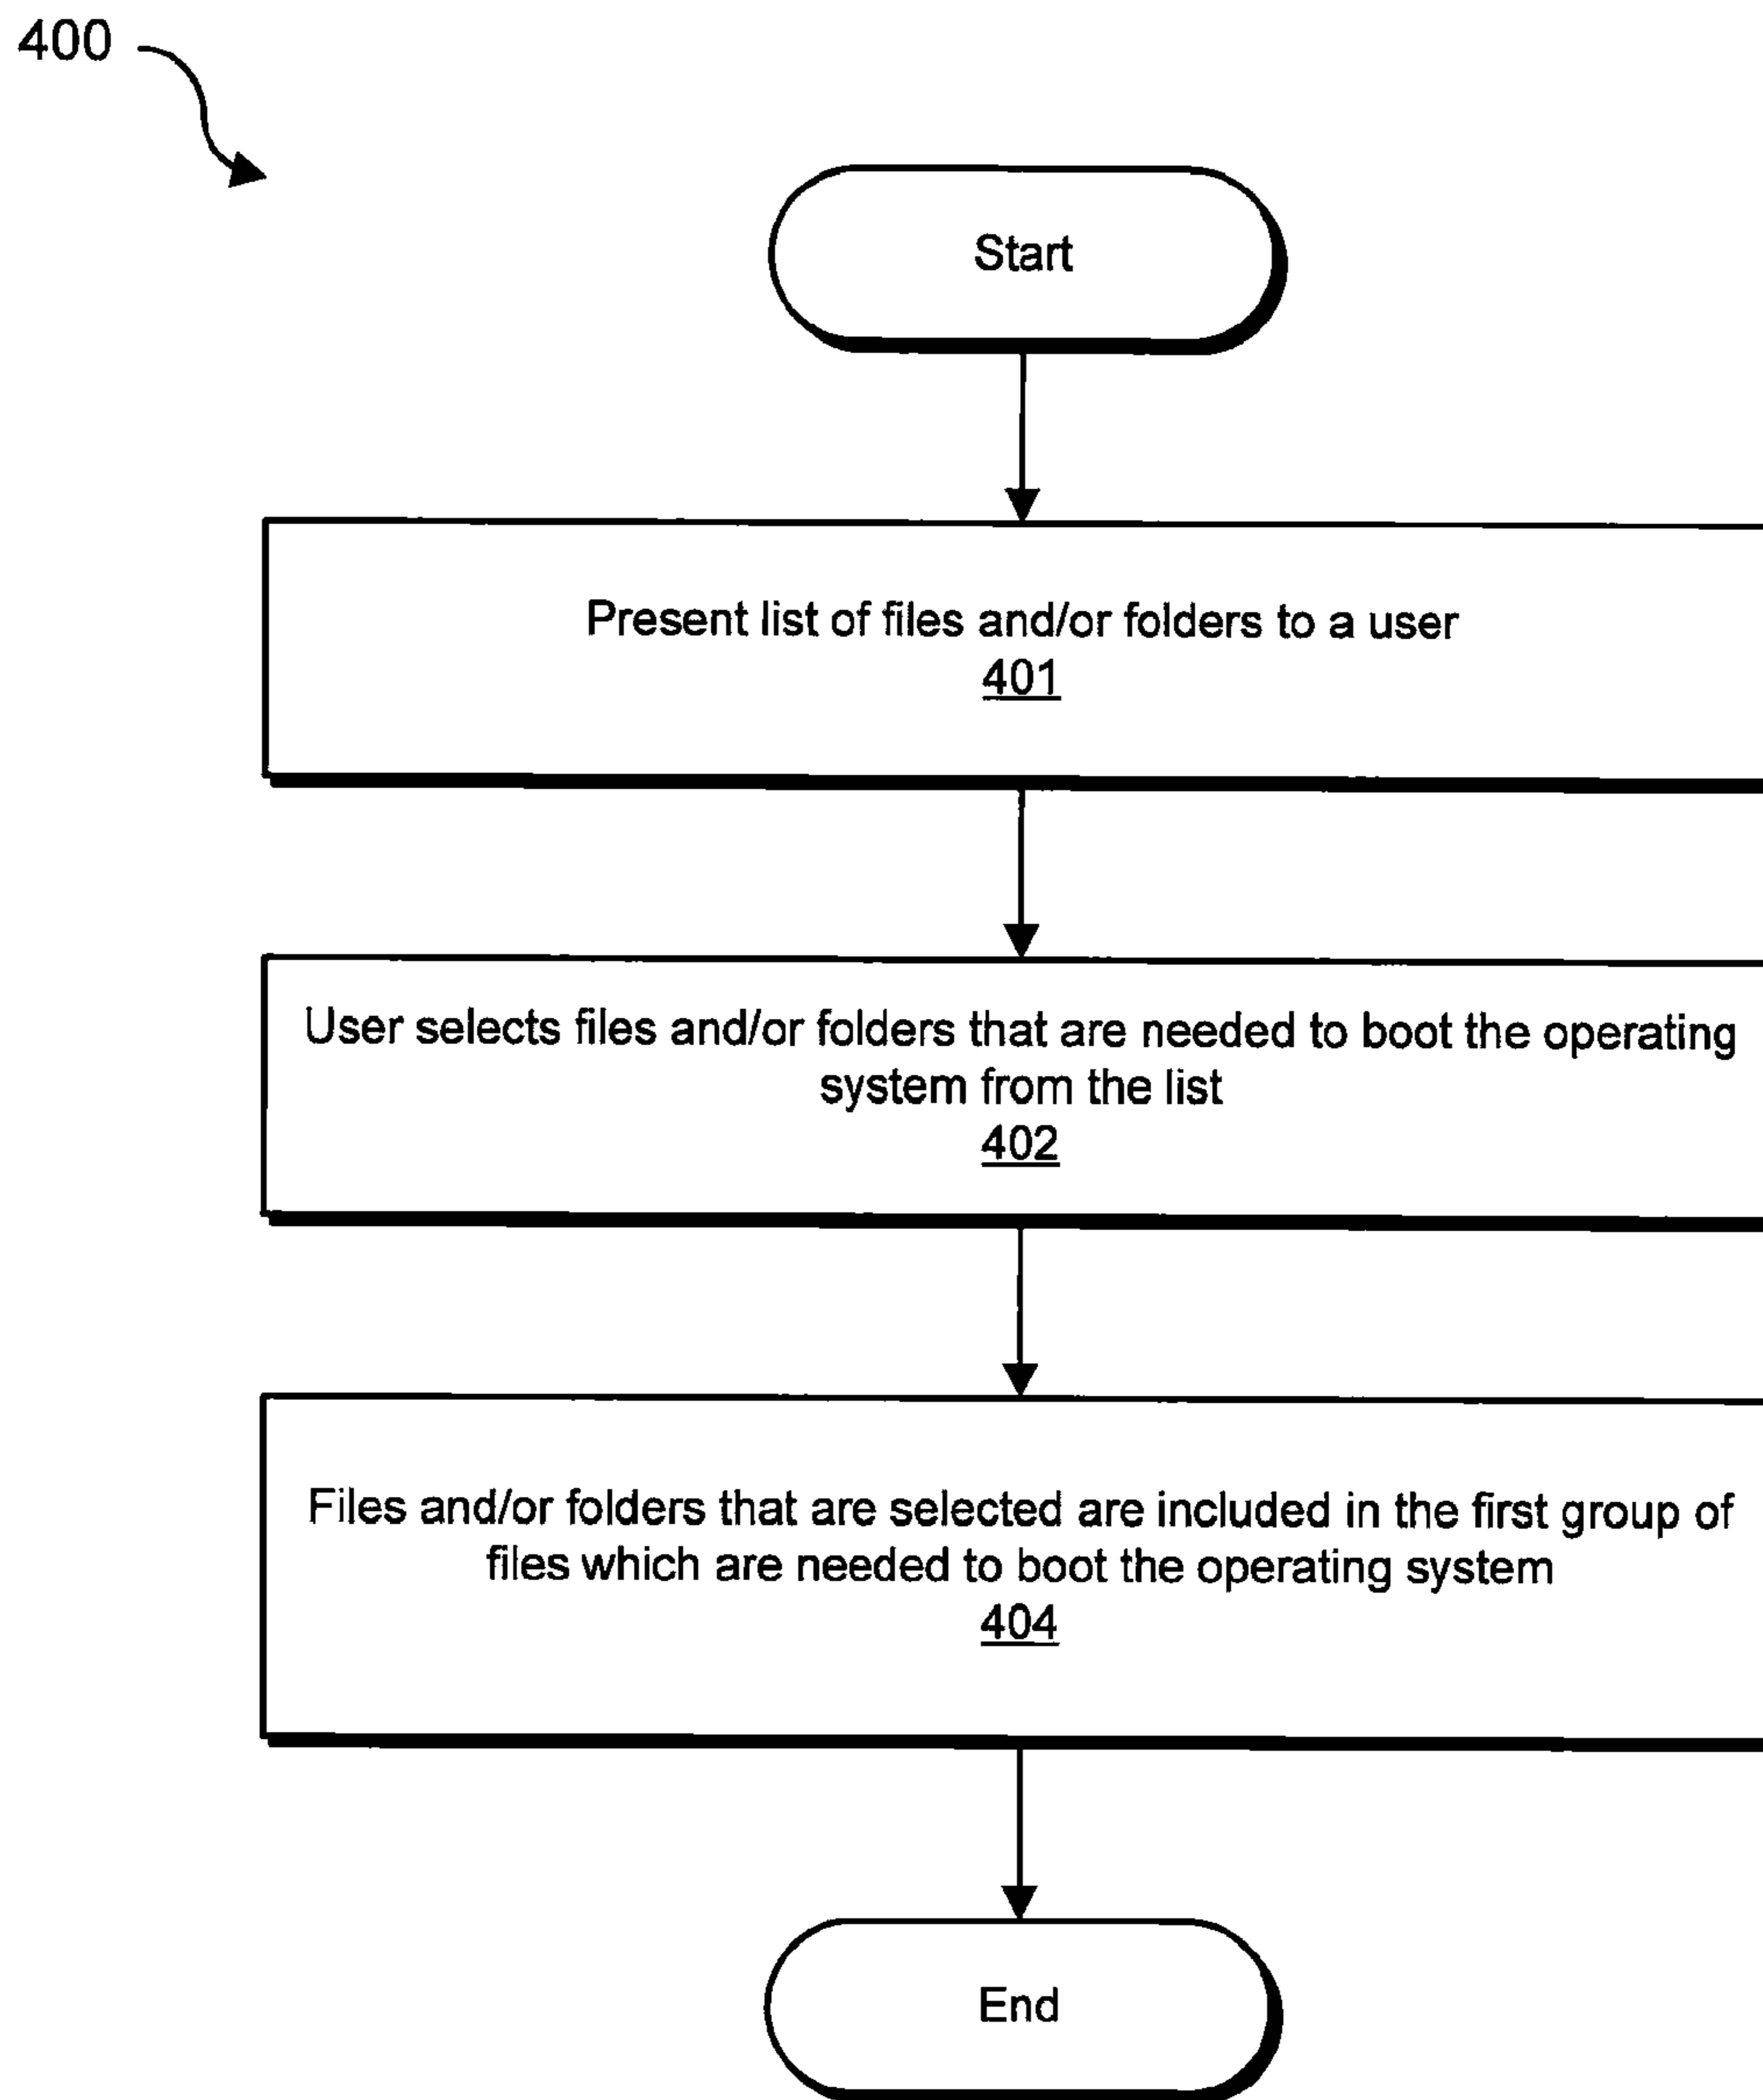 400
Start
Present list of files and/or folders to a user
401
User selects files and/or folders that are needed to boot the operating
system from the list
402
Files and/or folders that are selected are included in the first group of
files which are needed to boot the operating system
404
End